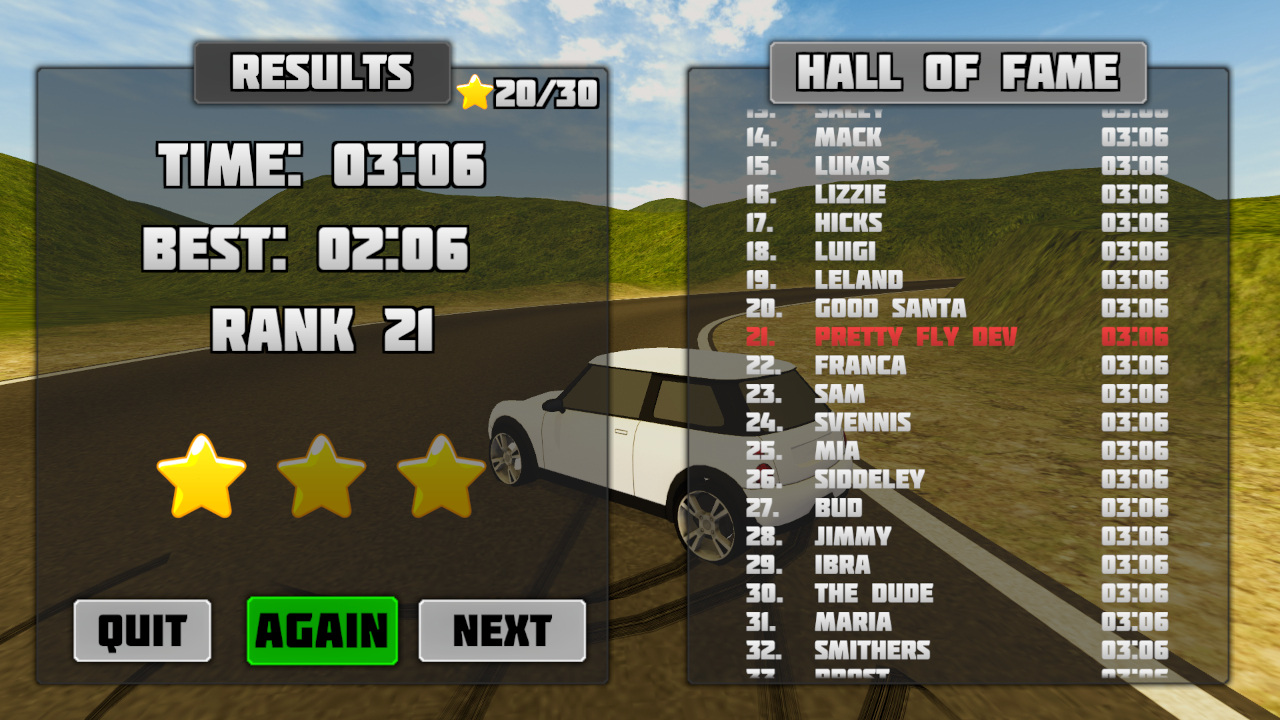 RESULTS
20/30
TIME: 03:06
BEST: 02:06
RANK 21
QUIT
AGAIN
NEXT
HALL OF FAME
13. SALLY 03:06
14. MACK 03:06
15. LUKAS 03:06
16. LIZZIE 03:06
17. HICKS 03:06
18. LUIGI 03:06
19. LELAND 03:06
20. GOOD SANTA 03:06
21. PRETTY FLY DEV 03:06
22. FRANCA 03:06
23. SAM 03:06
24. SVENNIS 03:06
25. MIA 03:06
26. SIDDELEY 03:06
27. BUD 03:06
28. JIMMY 03:06
29. IBRA 03:06
30. THE DUDE 03:06
31. MARIA 03:06
32. SMITHERS 03:06